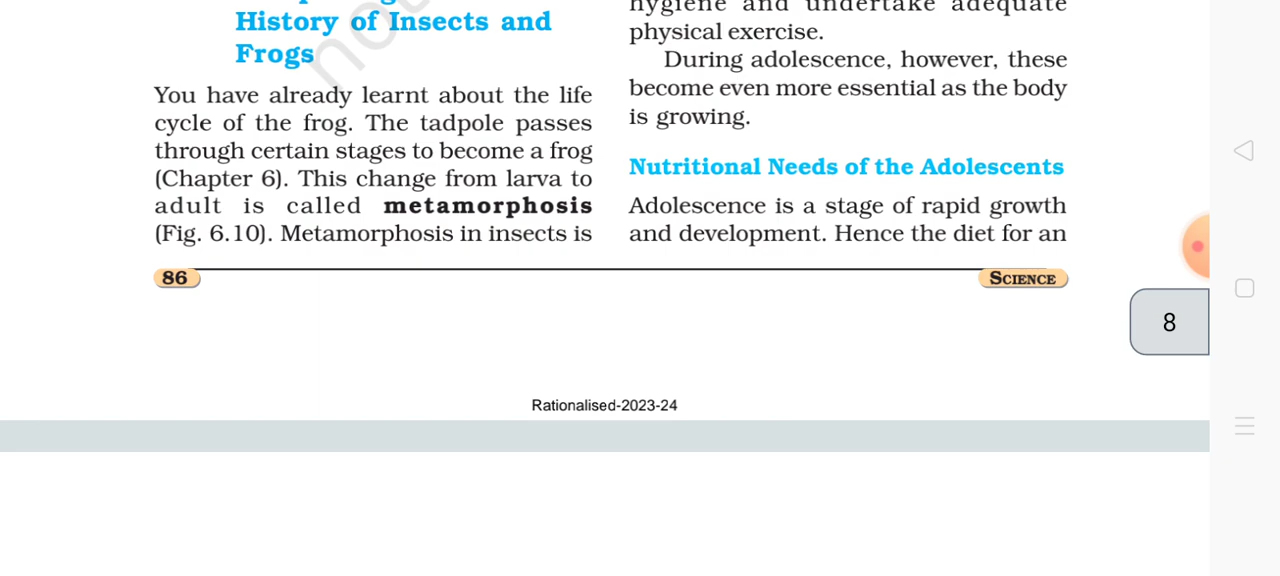 History of Insects and
Frogs
You have already learnt about the life
cycle of the frog. The tadpole passes
through certain stages to become a frog
(Chapter 6). This change from larva to
adult is called metamorphosis
(Fig. 6.10). Metamorphosis in insects is
hygiene and undertake adequate
physical exercise.
During adolescence, however, these
become even more essential as the body
is growing.
Nutritional Needs of the Adolescents
Adolescence is a stage of rapid growth
and development. Hence the diet for an
86
SCIENCE
8
Rationalised-2023-24